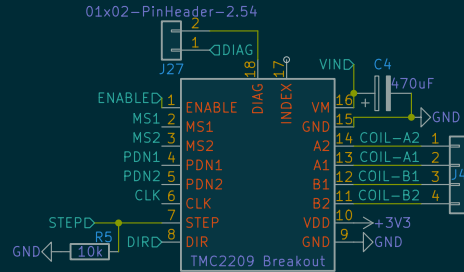 01x02-PinHeader-2.54
2
1
DIAG
J27
18
17
VIN
C4
470uF
ENABLED
1
ENABLE
DIAG
INDEX
VM
16
MS1
2
MS1
GND
15
GND
MS2
3
MS2
A2
14
COIL-A2
1
PDN1
4
PDN1
A1
13
COIL-A1
2
PDN2
5
PDN2
B1
12
COIL-B1
3
J4
CLK
6
CLK
B2
11
COIL-B2
4
STEP
7
STEP
VDD
10
+3V3
GND
R5
10k
DIR
8
DIR
GND
9
GND
TMC2209 Breakout